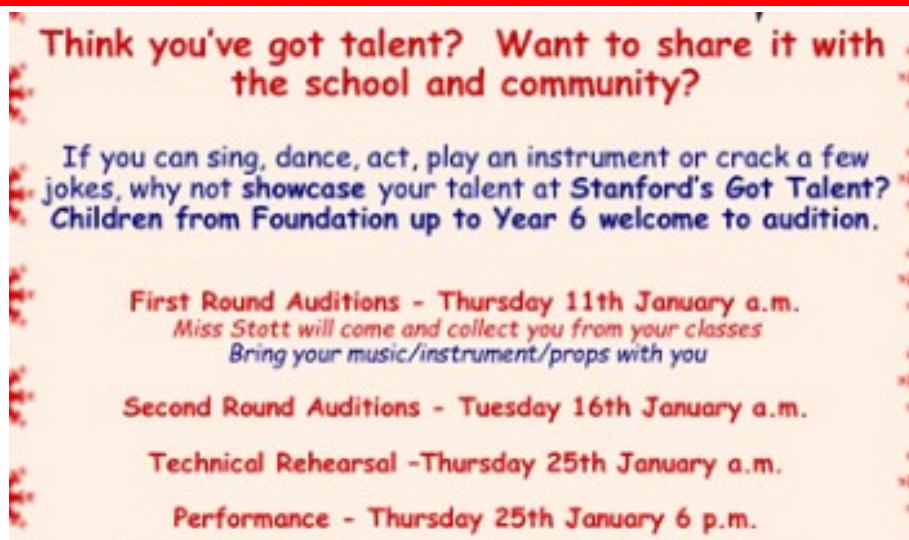 Think you've got talent? Want to share it with
the school and community?
If you can sing, dance, act, play an instrument or crack a few
jokes, why not showcase your talent at Stanford's Got Talent?
Children from Foundation up to Year 6 welcome to audition.
First Round Auditions - Thursday 11th January a.m.
Miss Stott will come and collect you from your classes
Bring your music/instrument/props with you
Second Round Auditions - Tuesday 16th January a.m.
Technical Rehearsal -Thursday 25th January a.m.
Performance - Thursday 25th January 6 p.m.